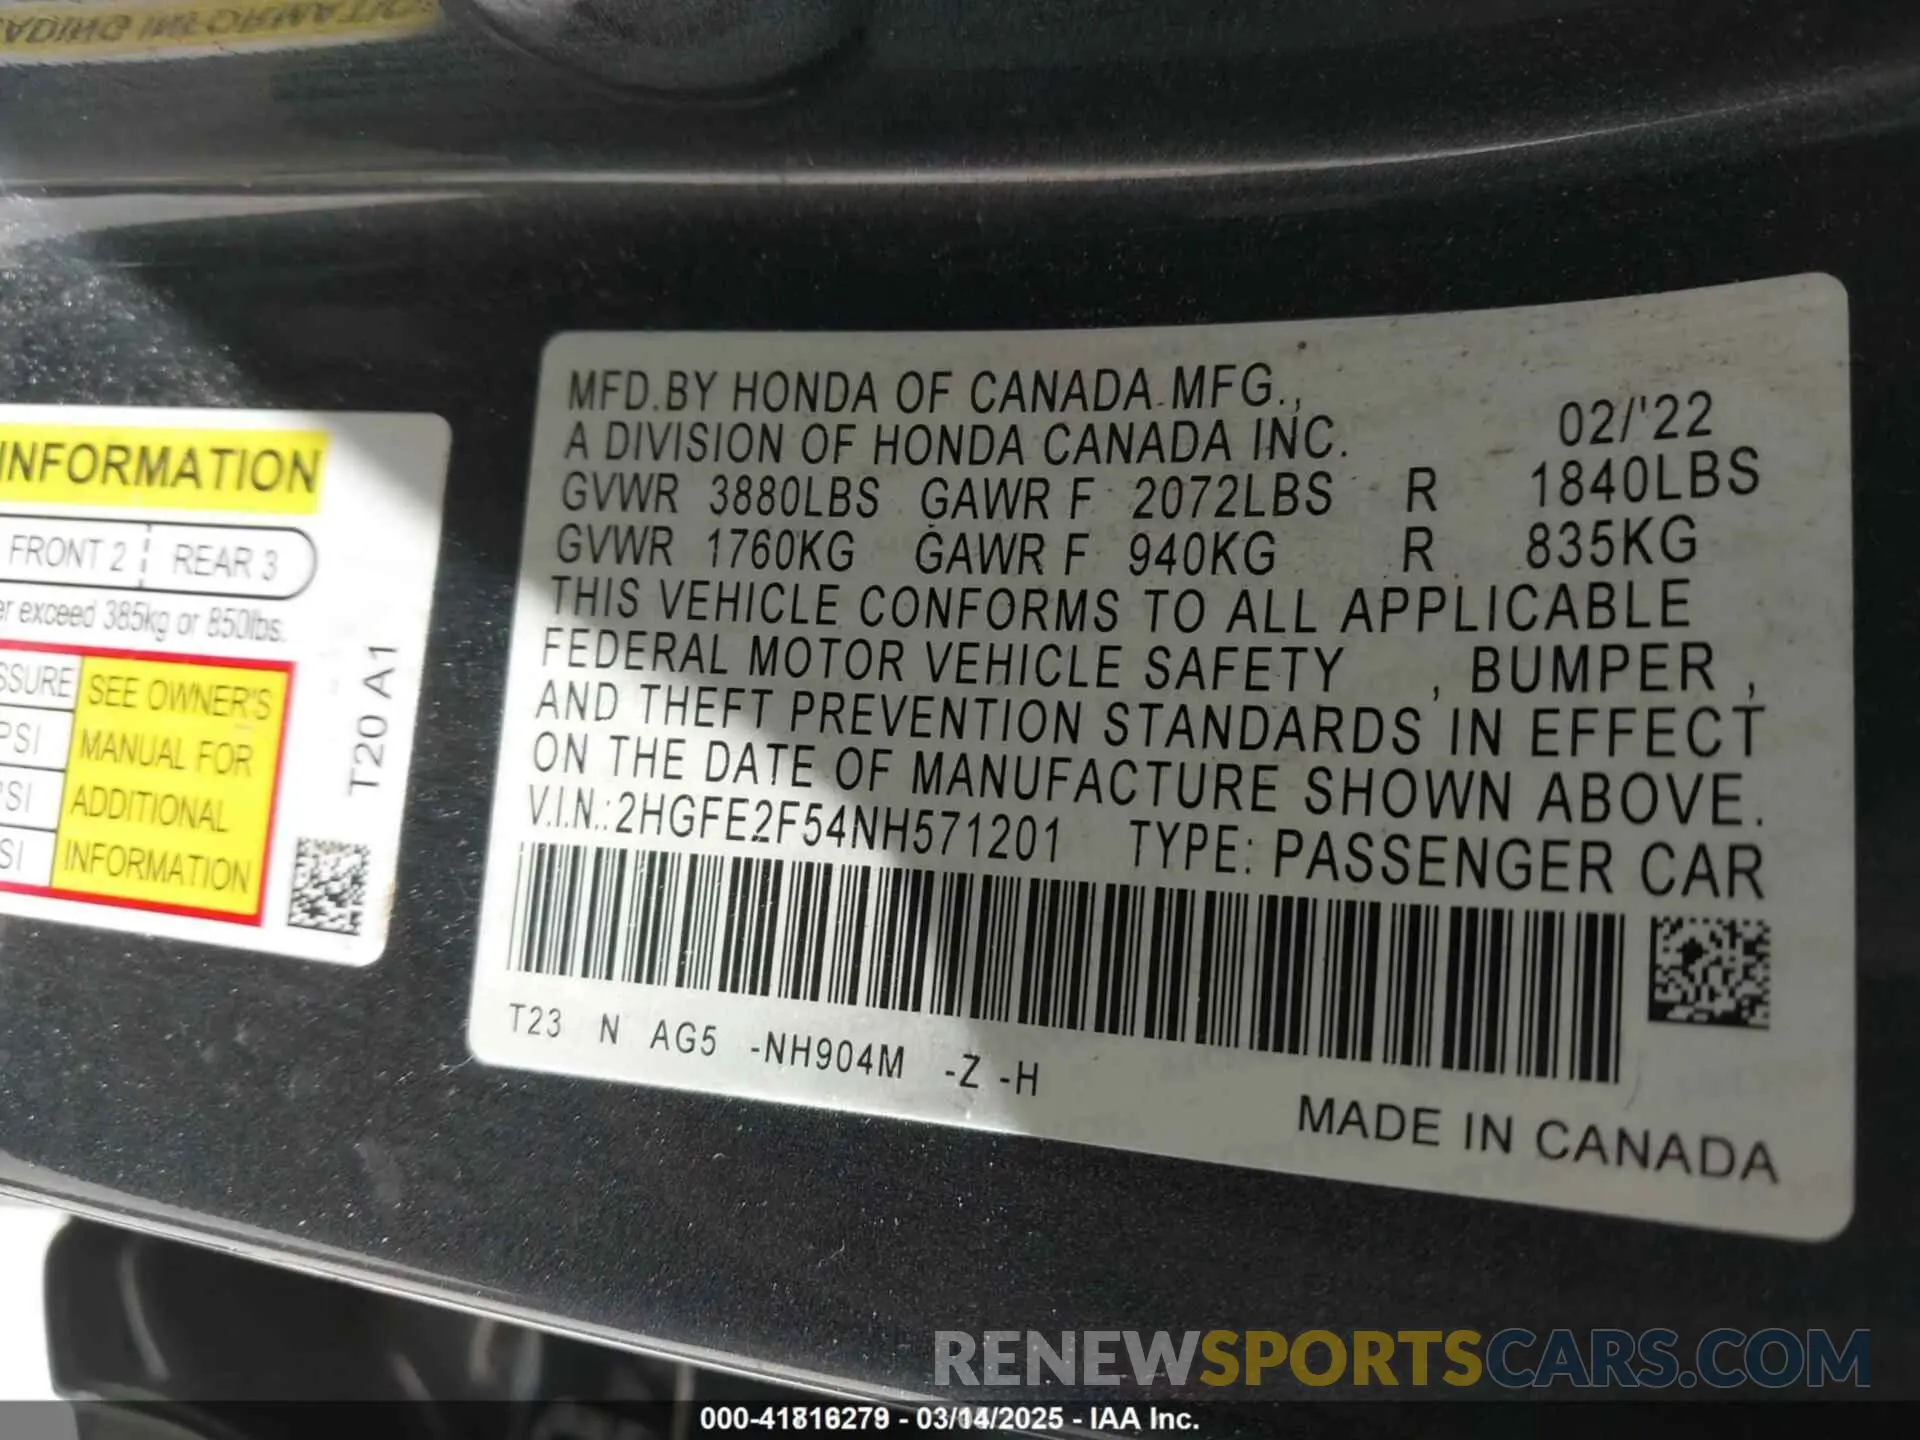 INFORMATION
FRONT 2 REAR 3
exceed 385kg or 850lbs.
SEE OWNER'S
PSI MANUAL FOR
ADDITIONAL
INFORMATION
T20 A1
MFD.BY HONDA OF CANADA MFG.,
A DIVISION OF HONDA CANADA INC. 02/'22
GVWR 3880LBS GAWR F 2072LBS R 1840LBS
GVWR 1760KG GAWR F 940KG R 835KG
THIS VEHICLE CONFORMS TO ALL APPLICABLE
FEDERAL MOTOR VEHICLE SAFETY , BUMPER ,
AND THEFT PREVENTION STANDARDS IN EFFECT
ON THE DATE OF MANUFACTURE SHOWN ABOVE.
V.I.N.:2HGFE2F54NH571201 TYPE: PASSENGER CAR
T23 N AG5 -NH904M -Z -H
MADE IN CANADA
RENEWSPORTSCARS.COM
000-41816279 - 03/14/2025 - IAA Inc.